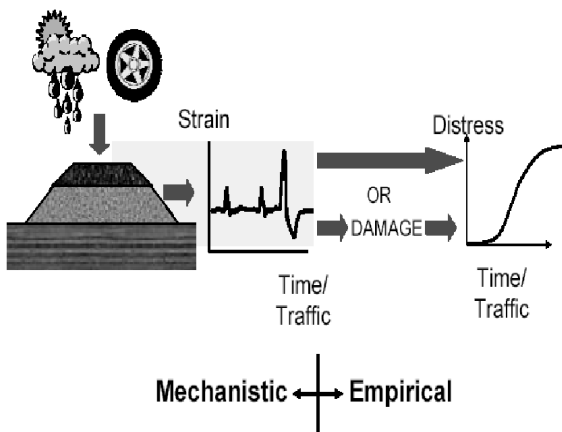 Strain
Distress
OR
DAMAGE
Time/
Traffic
Time/
Traffic
Mechanistic
Empirical